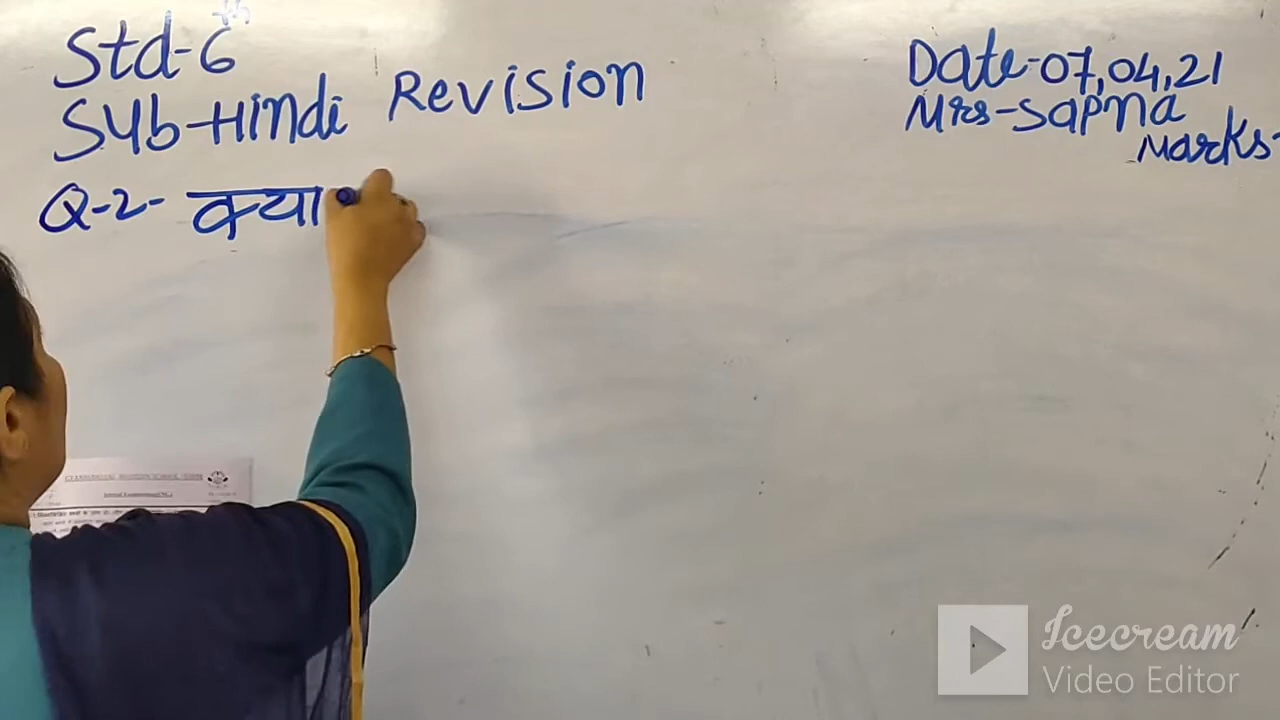 Std-6th
Sub-Hindi Revision
Date-07,04,21
Mrs-Sapna
Marks-
Q-2- क्या
Icecream
Video Editor